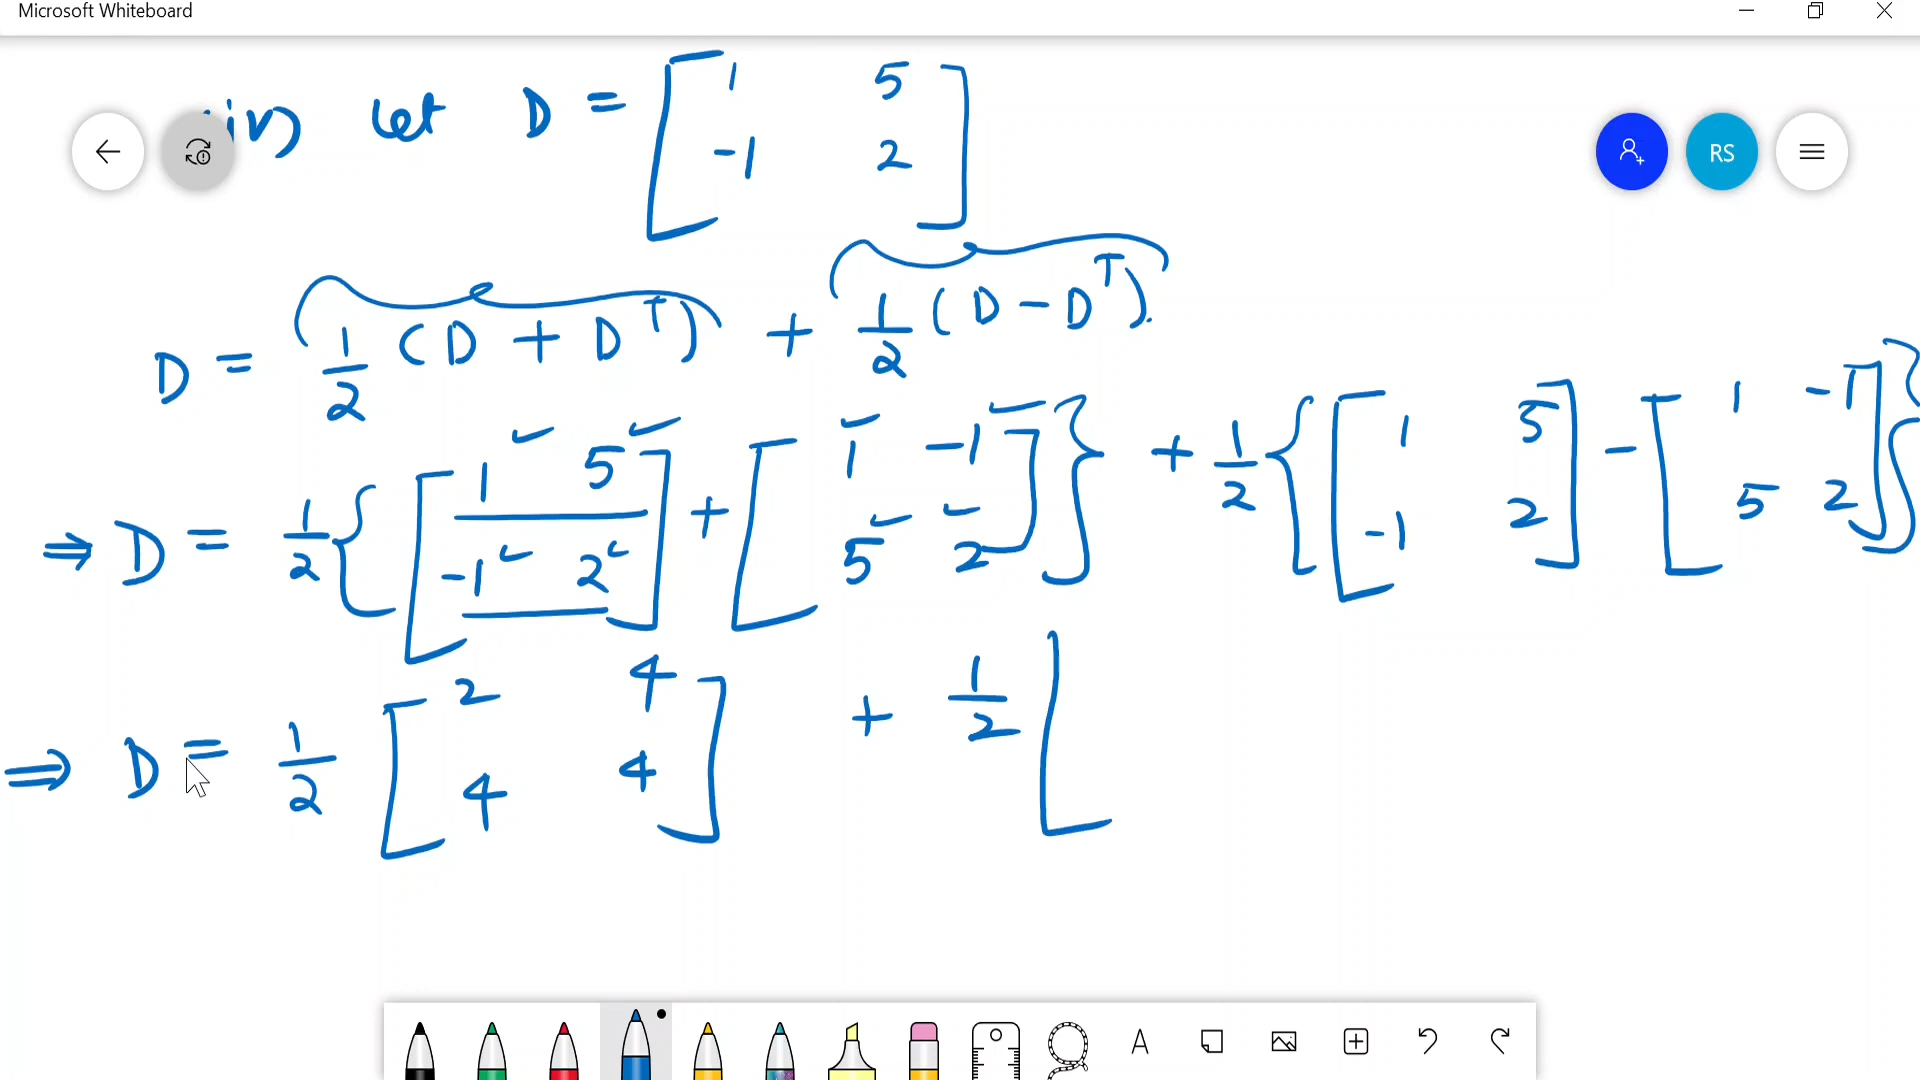 Microsoft Whiteboard
iv) Let D = [ 1 5
-1 2 ]
RS
D = 1/2 (D + D^T) + 1/2 (D - D^T).
⇒ D = 1/2 { [ 1 5 ; -1 2 ] + [ 1 -1 ; 5 2 ] } + 1/2 { [ 1 5 ; -1 2 ] - [ 1 -1 ; 5 2 ] }
⇒ D = 1/2 [ 2 4 ; 4 4 ] + 1/2 [
A